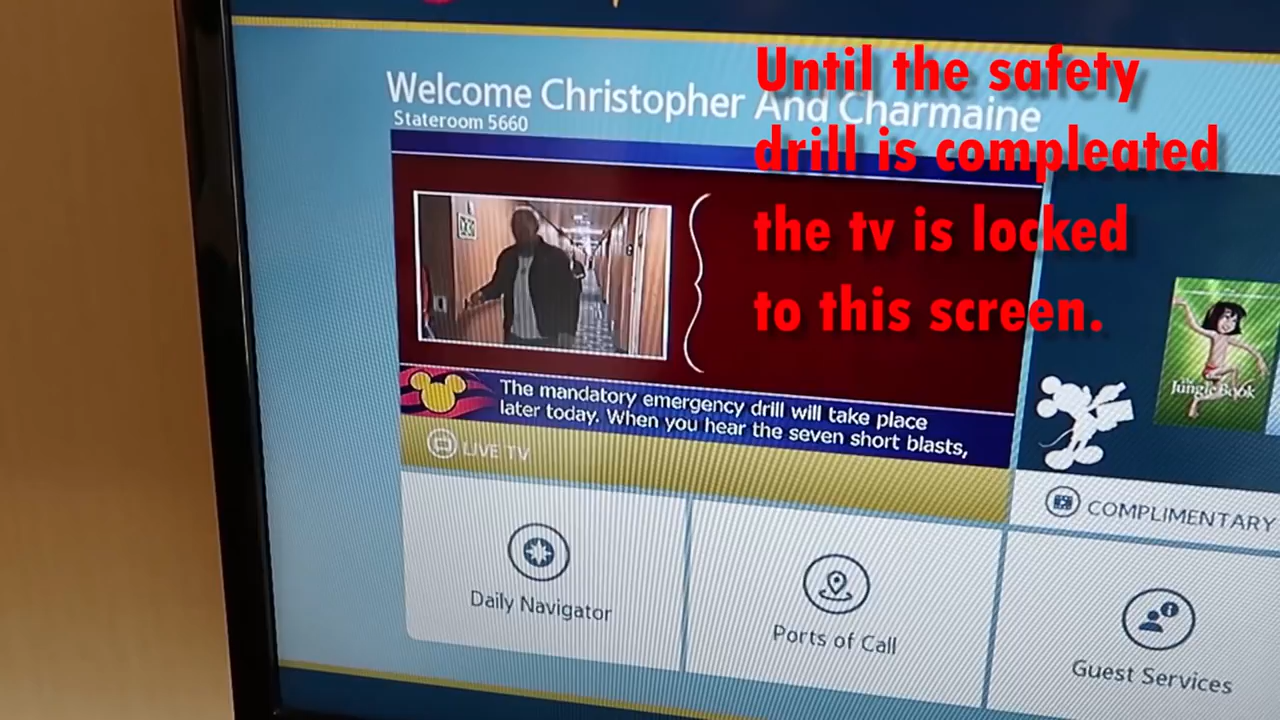 Welcome Christopher And Charmaine
Stateroom 5660
Until the safety
drill is compleated
the tv is locked
to this screen.
The mandatory emergency drill will take place
later today. When you hear the seven short blasts,
LIVE TV
Jungle Book
COMPLIMENTARY
Daily Navigator
Ports of Call
Guest Services